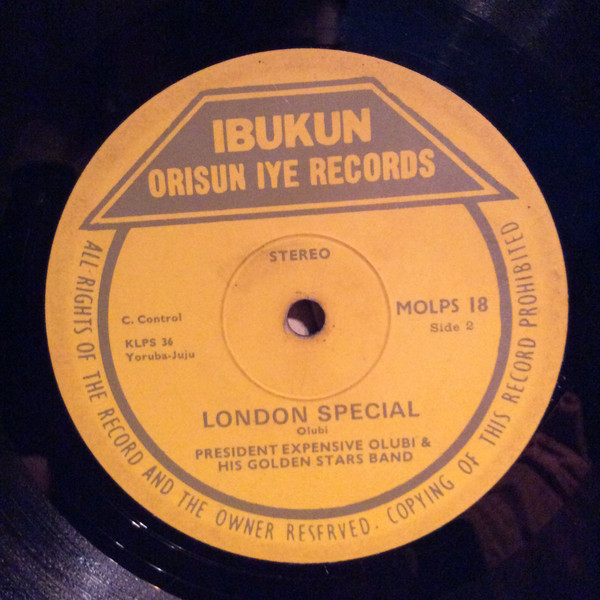 IBUKUN
ORISUN IYE RECORDS
STEREO
C. Control
KLPS 36
Yoruba-Juju
MOLPS 18
Side 2
LONDON SPECIAL
Olubi
PRESIDENT EXPENSIVE OLUBI &
HIS GOLDEN STARS BAND
ALL RIGHTS OF THE RECORD AND THE OWNER RESERVED. COPYING OF THIS RECORD PROHIBITED